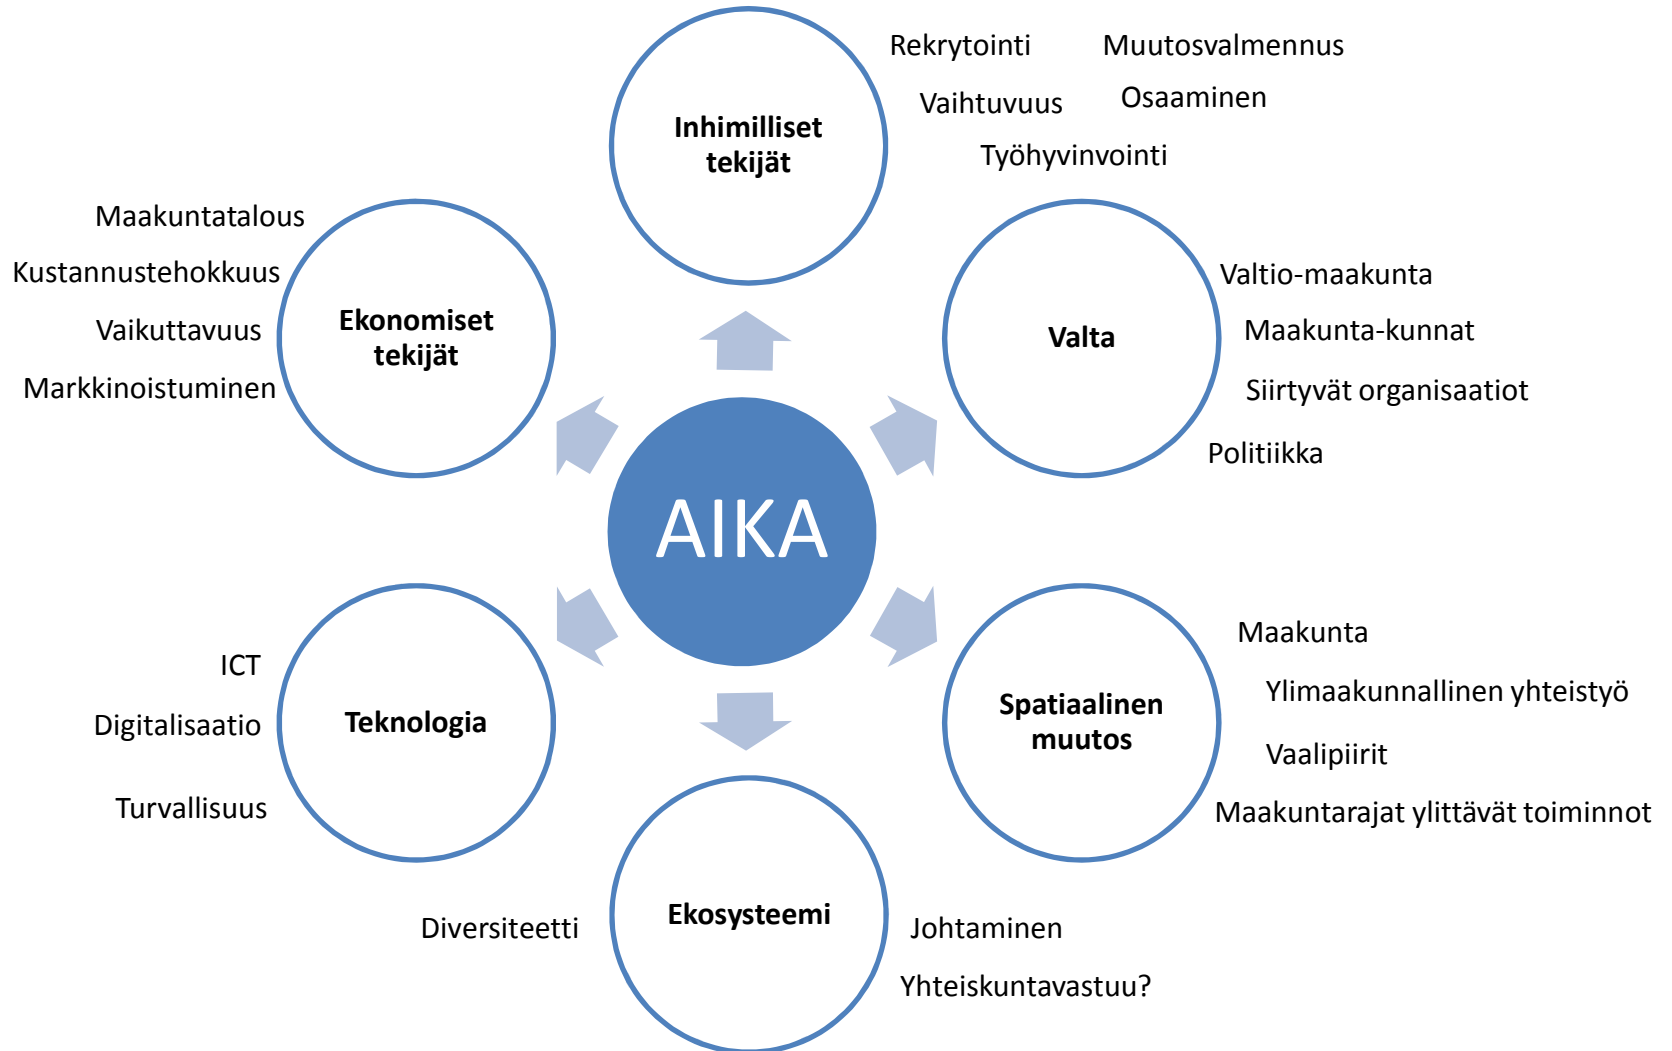 Rekrytointi
Muutosvalmennus
Vaihtuvuus
Osaaminen
Työhyvinvointi
Inhimilliset
tekijät
Maakuntatalous
Kustannustehokkuus
Vaikuttavuus
Markkinoistuminen
Ekonomiset
tekijät
Valta
Valtio-maakunta
Maakunta-kunnat
Siirtyvät organisaatiot
Politiikka
AIKA
ICT
Digitalisaatio
Turvallisuus
Teknologia
Spatiaalinen
muutos
Maakunta
Ylimaakunnallinen yhteistyö
Vaalipiirit
Maakuntarajat ylittävät toiminnot
Diversiteetti
Ekosysteemi
Johtaminen
Yhteiskuntavastuu?